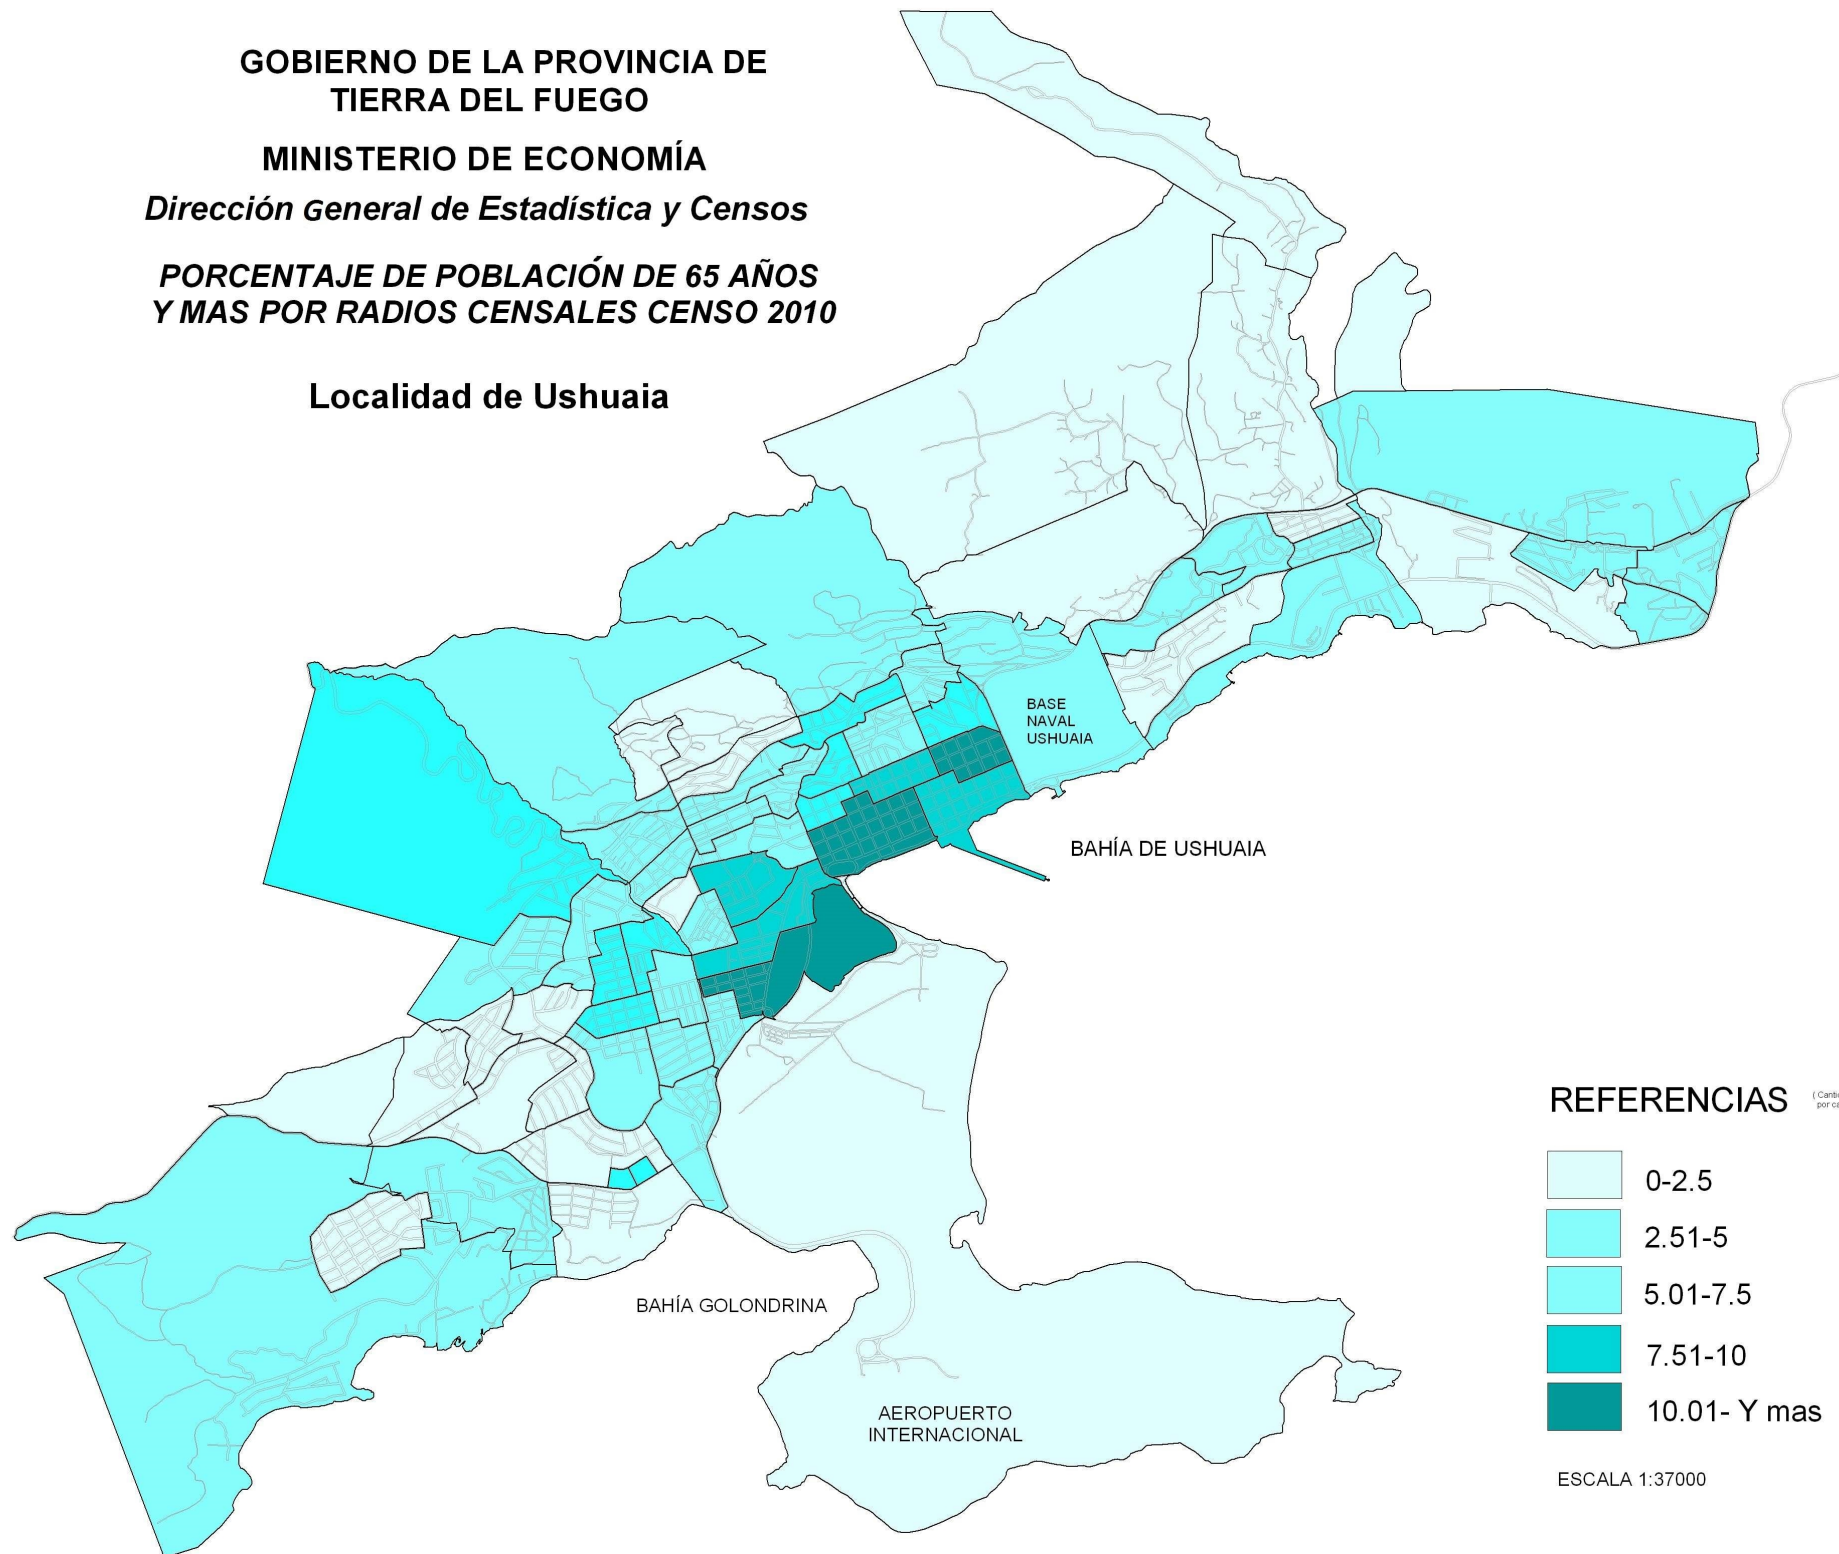 GOBIERNO DE LA PROVINCIA DE
TIERRA DEL FUEGO
MINISTERIO DE ECONOMÍA
Dirección General de Estadística y Censos
PORCENTAJE DE POBLACIÓN DE 65 AÑOS
Y MAS POR RADIOS CENSALES CENSO 2010
Localidad de Ushuaia
BASE
NAVAL
USHUAIA
BAHÍA DE USHUAIA
BAHÍA GOLONDRINA
AEROPUERTO
INTERNACIONAL
REFERENCIAS
0-2.5
2.51-5
5.01-7.5
7.51-10
10.01- Y mas
ESCALA 1:37000